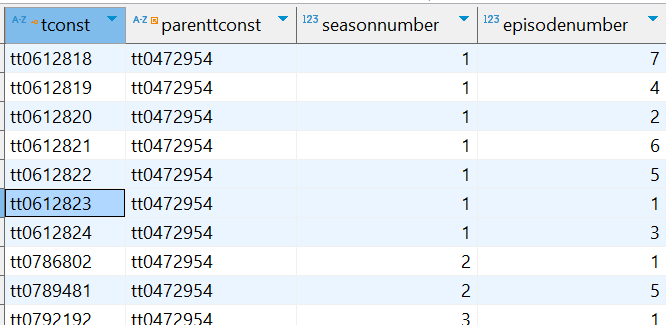 A-Z tconst A-Z parenttconst 123 seasonnumber 123 episodenumber
tt0612818 tt0472954 1 7
tt0612819 tt0472954 1 4
tt0612820 tt0472954 1 2
tt0612821 tt0472954 1 6
tt0612822 tt0472954 1 5
tt0612823 tt0472954 1 1
tt0612824 tt0472954 1 3
tt0786802 tt0472954 2 1
tt0789481 tt0472954 2 5
tt0792192 tt0472954 3 1